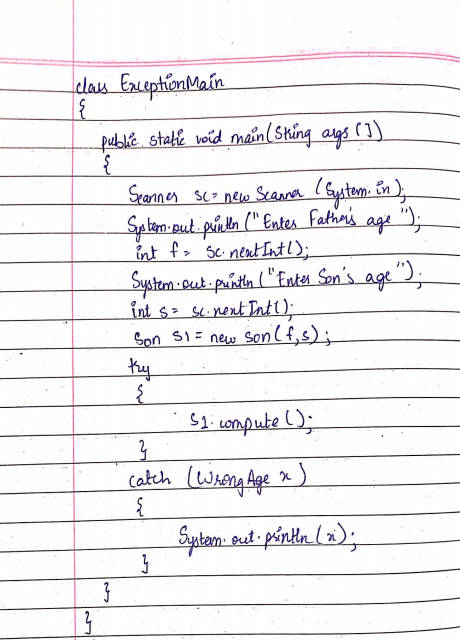 class ExceptionMain
{
public static void main(String args [])
{
Scanner sc = new Scanner (System.in);
System.out.println ("Enter Father's age ");
int f = sc.nextInt();
System.out.println ("Enter Son's age ");
int s = sc.nextInt();
Son s1 = new son(f,s);
try
{
s1.compute ();
}
catch (WrongAge x)
{
System.out.println(x);
}
}
}